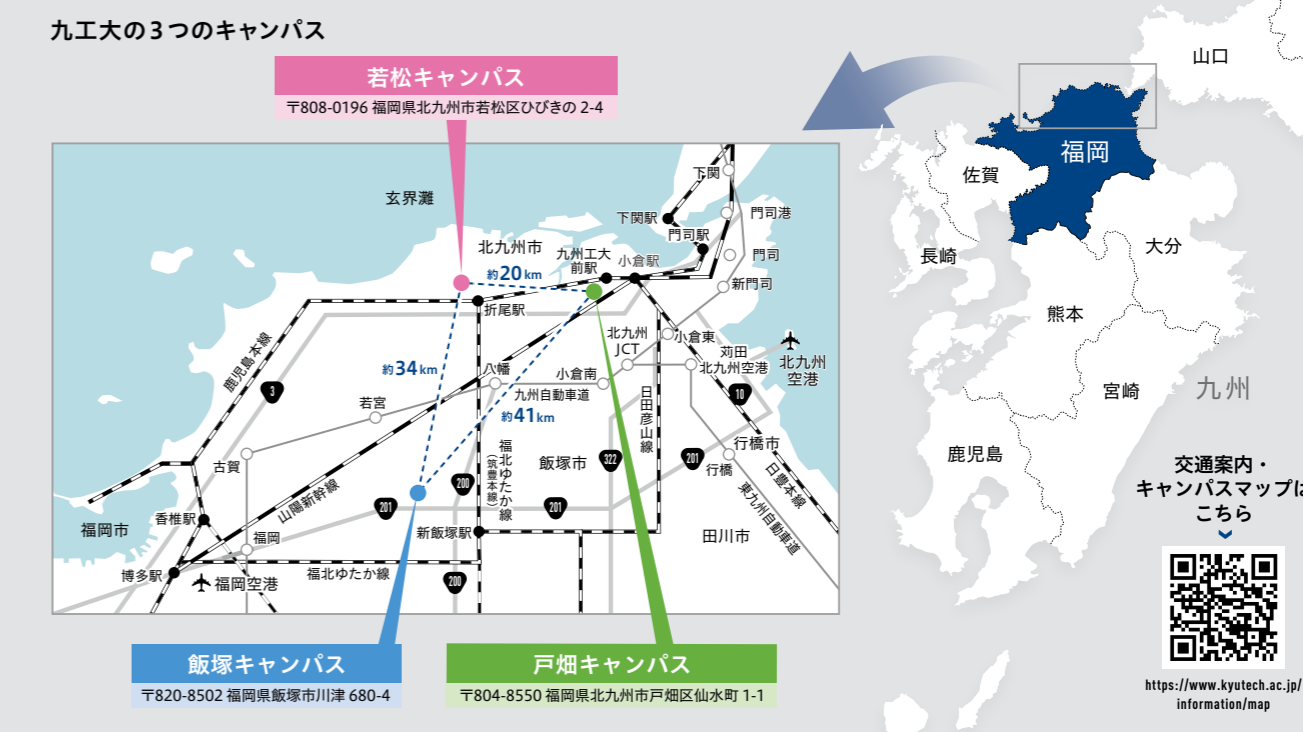 九工大の3つのキャンパス
若松キャンパス
〒808-0196 福岡県北九州市若松区ひびきの 2-4
玄界灘
下関
下関駅
門司港
門司駅
門司
新門司
北九州市
九州工大
前駅
小倉駅
約20km
折尾駅
鹿児島本線
3
約34km
八幡
北九州
JCT
小倉東
苅田
北九州空港
北九州
空港
小倉南
九州自動車道
10
若宮
約41km
日田彦山線
古賀
福北ゆたか線
（筑豊本線）
飯塚市
322
201
行橋市
行橋
日豊本線
東九州自動車道
200
山陽新幹線
201
201
福岡市
香椎駅
福岡
新飯塚駅
田川市
博多駅
福岡空港
福北ゆたか線
200
飯塚キャンパス
〒820-8502 福岡県飯塚市川津 680-4
戸畑キャンパス
〒804-8550 福岡県北九州市戸畑区仙水町 1-1
山口
福岡
佐賀
長崎
大分
熊本
宮崎
九州
鹿児島
交通案内・
キャンパスマップは
こちら
https://www.kyutech.ac.jp/
information/map